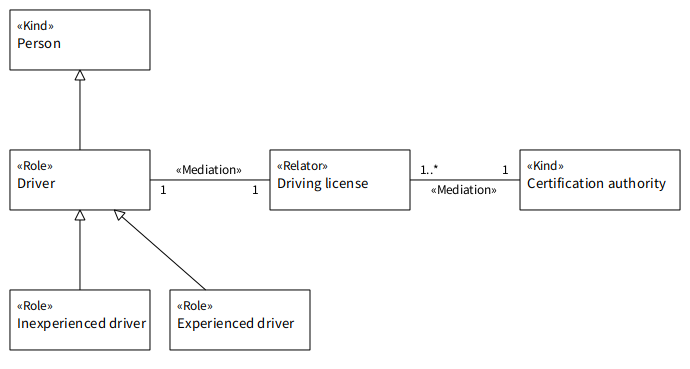 «Kind»
Person
«Role»
Driver
«Mediation»
1
1
«Relator»
Driving license
1..*
1
«Mediation»
«Kind»
Certification authority
«Role»
Inexperienced driver
«Role»
Experienced driver